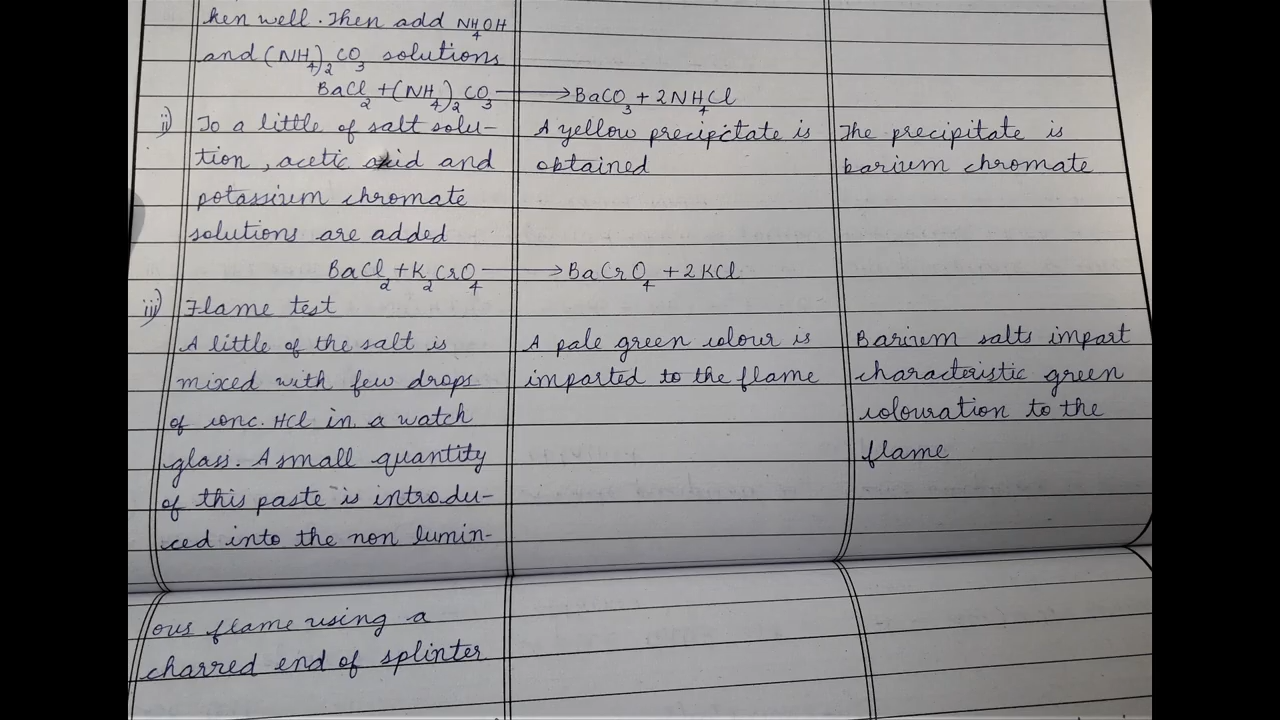 ken well. Then add NH4OH
and (NH4)2CO3 solutions
BaCl2 + (NH4)2CO3 → BaCO3 + 2NH4Cl
ii) To a little of salt solu-
tion, acetic acid and
potassium chromate
solutions are added
A yellow precipitate is
obtained
The precipitate is
barium chromate
BaCl2 + K2CrO4 → BaCrO4 + 2KCl
iii) Flame test
A little of the salt is
mixed with few drops
of conc. HCl in a watch
glass. A small quantity
of this paste is introdu-
ced into the non lumin-
ous flame using a
charred end of splinter
A pale green colour is
imparted to the flame
Barium salts impart
characteristic green
colouration to the
flame